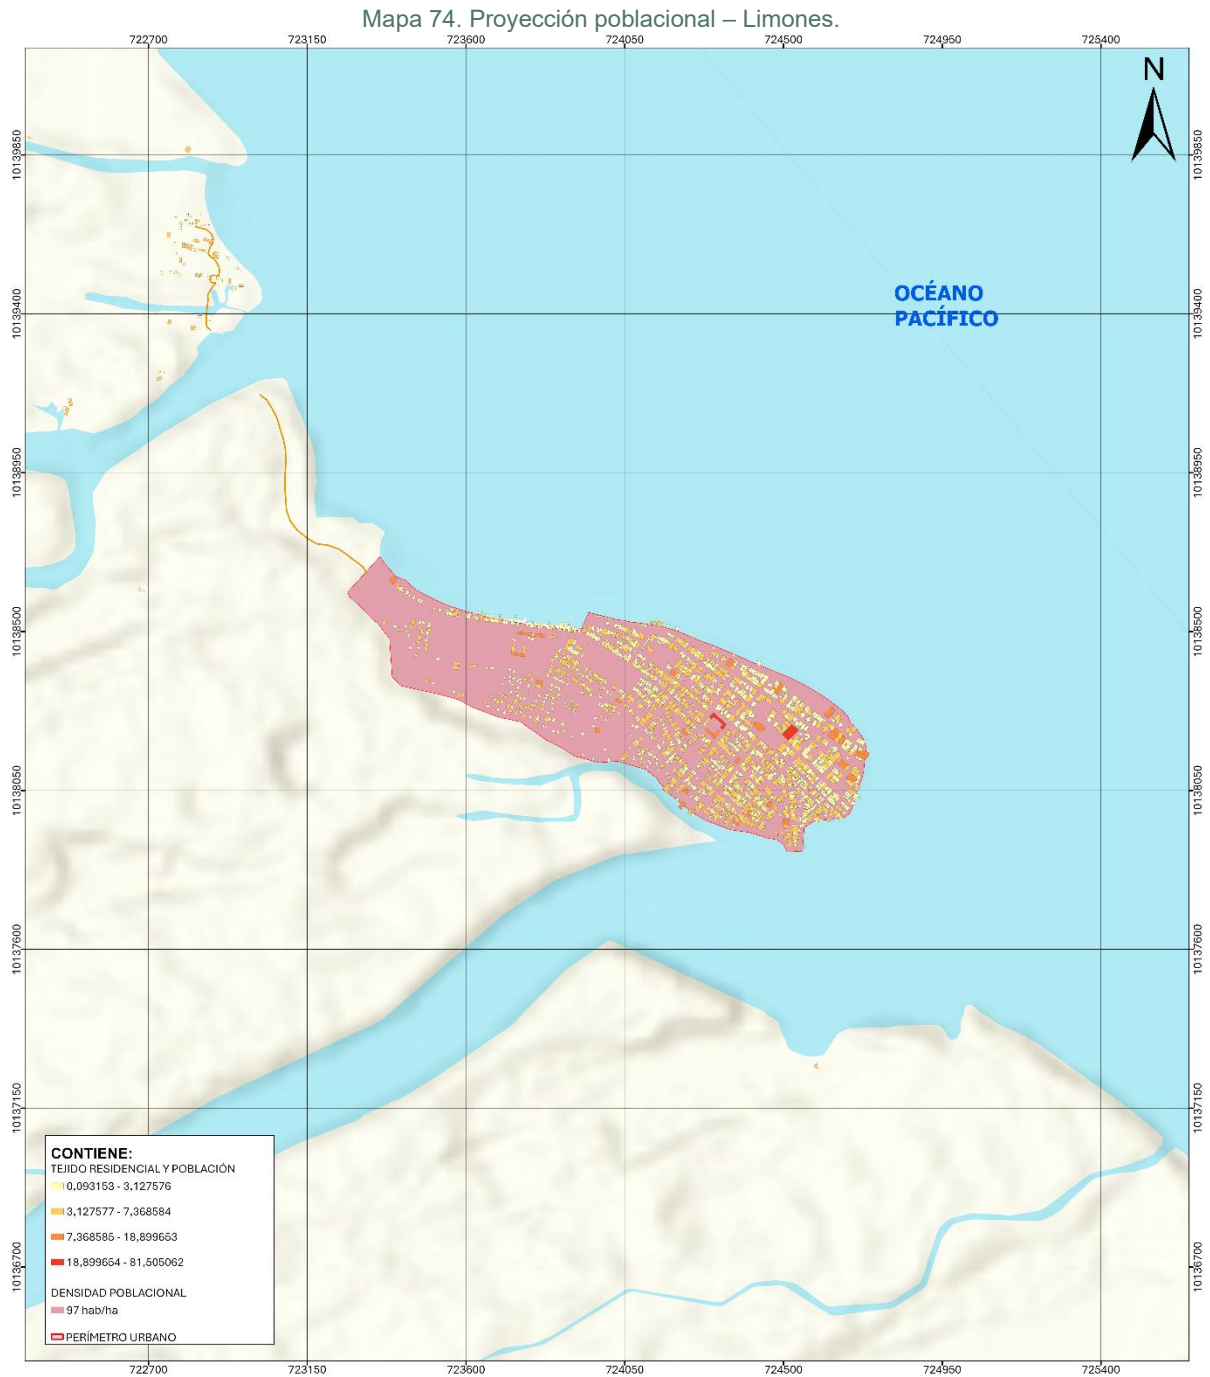 Mapa 74. Proyección poblacional – Limones.
722700 723150 723600 724050 724500 724950 725400
N
10139850 10139850
OCÉANO
PACÍFICO
10139400 10139400
10138950 10138950
10138500 10138500
10138050 10138050
10137600 10137600
10137150 10137150
CONTIENE:
TEJIDO RESIDENCIAL Y POBLACIÓN
0,093153 - 3,127576
3,127577 - 7,368584
7,368585 - 18,899653
18,899654 - 81,505062
10136700 10136700
DENSIDAD POBLACIONAL
97 hab/ha
PERÍMETRO URBANO
722700 723150 723600 724050 724500 724950 725400